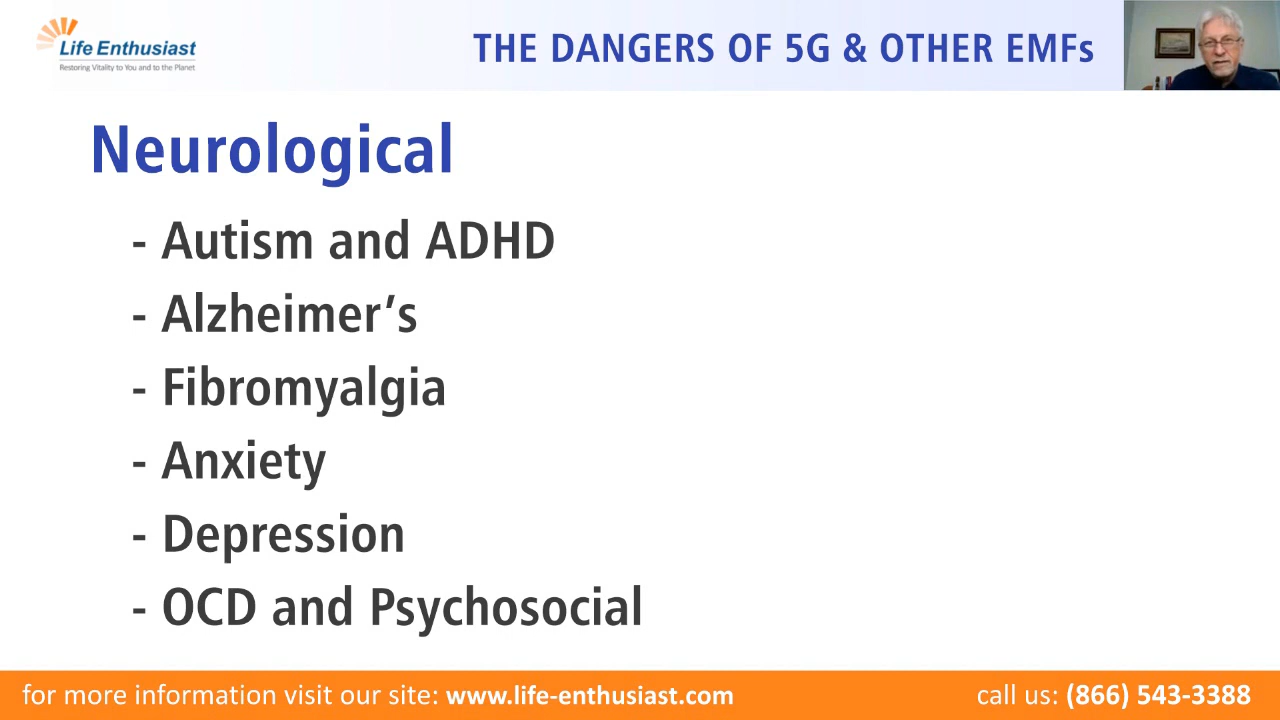 Life Enthusiast
Restoring Vitality to You and to the Planet
THE DANGERS OF 5G & OTHER EMFs
Neurological
- Autism and ADHD
- Alzheimer’s
- Fibromyalgia
- Anxiety
- Depression
- OCD and Psychosocial
for more information visit our site: www.life-enthusiast.com
call us: (866) 543-3388